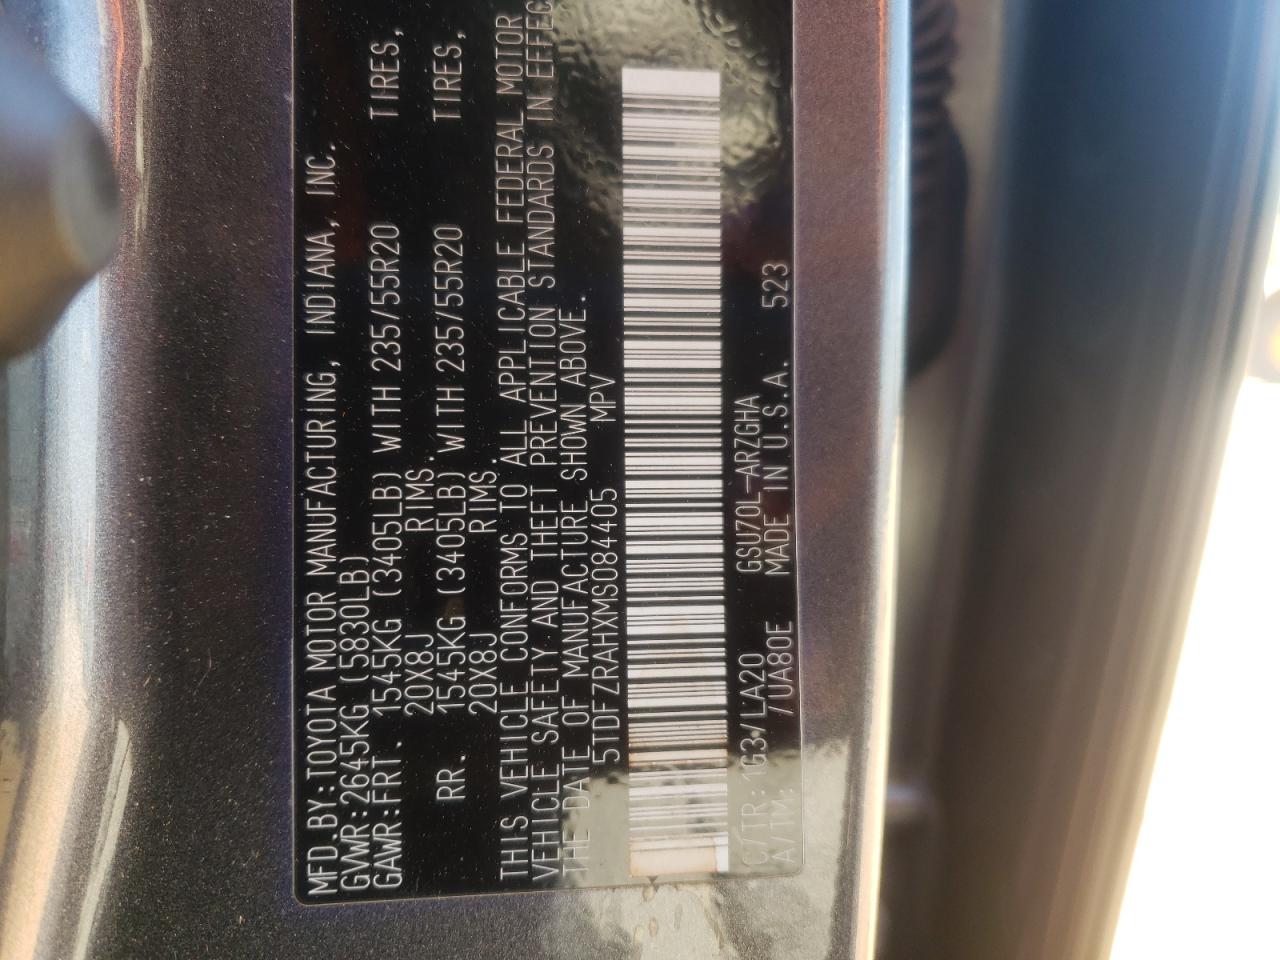 MFD.BY:TOYOTA MOTOR MANUFACTURING, INDIANA, INC.
GVWR:2645KG (5830LB)
GAWR:FRT. 1545KG (3405LB) WITH 235/55R20 TIRES,
20X8J RIMS.
RR. 1545KG (3405LB) WITH 235/55R20 TIRES,
20X8J RIMS.
THIS VEHICLE CONFORMS TO ALL APPLICABLE FEDERAL MOTOR
VEHICLE SAFETY AND THEFT PREVENTION STANDARDS IN EFFEC
THE DATE OF MANUFACTURE SHOWN ABOVE.
5TDFZRAHXMS084405 MPV
C/TR:1G3/LA20 GSU70L-ARZGHA
A/TM: /UA80E MADE IN U.S.A. 523